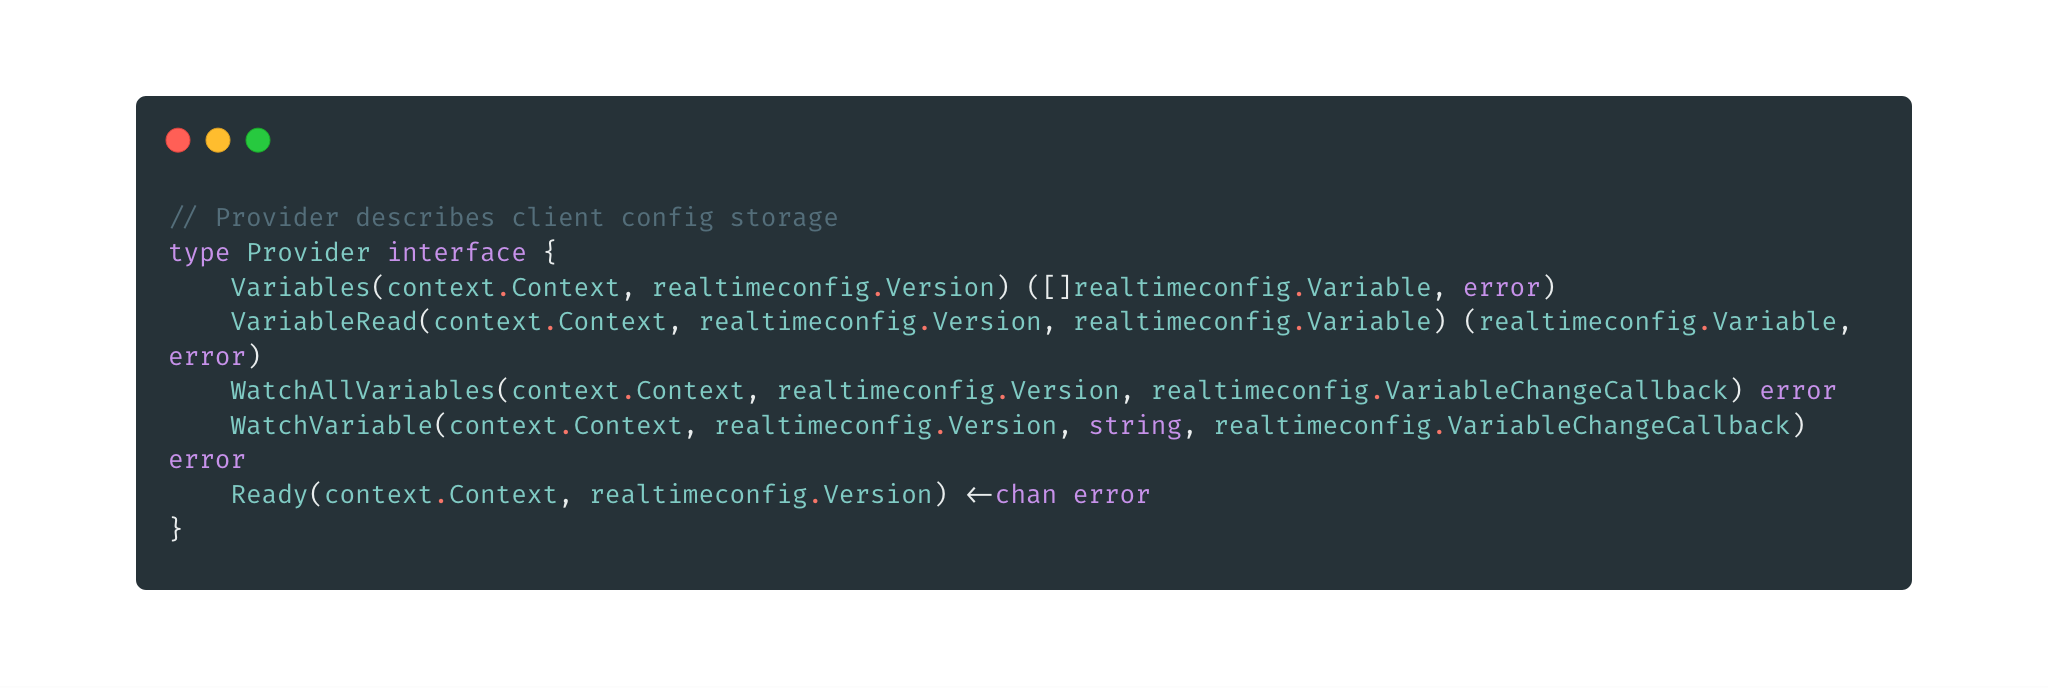 // Provider describes client config storage
type Provider interface {
    Variables(context.Context, realtimeconfig.Version) ([]realtimeconfig.Variable, error)
    VariableRead(context.Context, realtimeconfig.Version, realtimeconfig.Variable) (realtimeconfig.Variable,
error)
    WatchAllVariables(context.Context, realtimeconfig.Version, realtimeconfig.VariableChangeCallback) error
    WatchVariable(context.Context, realtimeconfig.Version, string, realtimeconfig.VariableChangeCallback)
error
    Ready(context.Context, realtimeconfig.Version) <-chan error
}